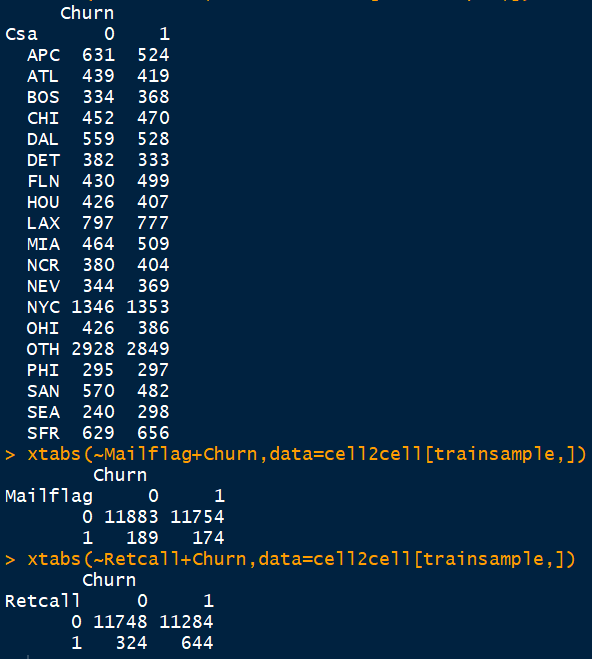 Churn
Csa 0 1
APC 631 524
ATL 439 419
BOS 334 368
CHI 452 470
DAL 559 528
DET 382 333
FLN 430 499
HOU 426 407
LAX 797 777
MIA 464 509
NCR 380 404
NEV 344 369
NYC 1346 1353
OHI 426 386
OTH 2928 2849
PHI 295 297
SAN 570 482
SEA 240 298
SFR 629 656
> xtabs(~Mailflag+Churn,data=cell2cell[trainsample,])
Churn
Mailflag 0 1
0 11883 11754
1 189 174
> xtabs(~Retcall+Churn,data=cell2cell[trainsample,])
Churn
Retcall 0 1
0 11748 11284
1 324 644